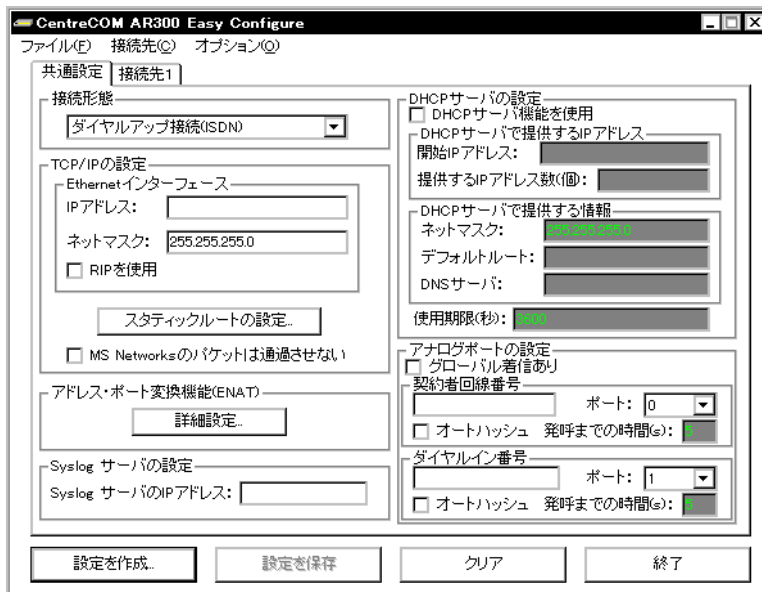 CentreCOM AR300 Easy Configure
ファイル(F) 接続先(C) オプション(O)
共通設定 接続先1
接続形態
ダイヤルアップ接続(ISDN)
TCP/IPの設定
Ethernetインターフェース
IPアドレス:
ネットマスク: 255.255.255.0
RIPを使用
スタティックルートの設定...
MS Networksのパケットは通過させない
アドレス・ポート変換機能(ENAT)
詳細設定...
Syslog サーバの設定
Syslog サーバのIPアドレス:
DHCPサーバの設定
DHCPサーバ機能を使用
DHCPサーバで提供するIPアドレス
開始IPアドレス:
提供するIPアドレス数(個):
DHCPサーバで提供する情報
ネットマスク: 255.255.255.0
デフォルトルート:
DNSサーバ:
使用期限(秒): 3600
アナログポートの設定
グローバル着信あり
契約者回線番号
ポート: 0
オートハッシュ 発呼までの時間(s): 5
ダイヤルイン番号
ポート: 1
オートハッシュ 発呼までの時間(s): 5
設定を作成... 設定を保存 クリア 終了